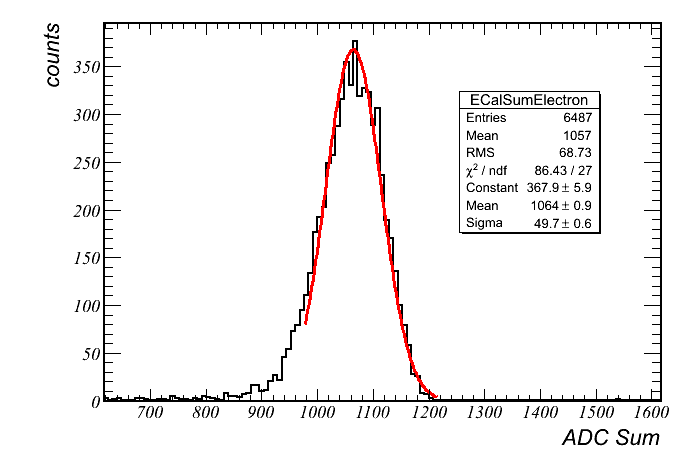 counts
350
300
250
200
150
100
50
0
ECalSumElectron
Entries 6487
Mean 1057
RMS 68.73
χ² / ndf 86.43 / 27
Constant 367.9 ± 5.9
Mean 1064 ± 0.9
Sigma 49.7 ± 0.6
700 800 900 1000 1100 1200 1300 1400 1500 1600
ADC Sum